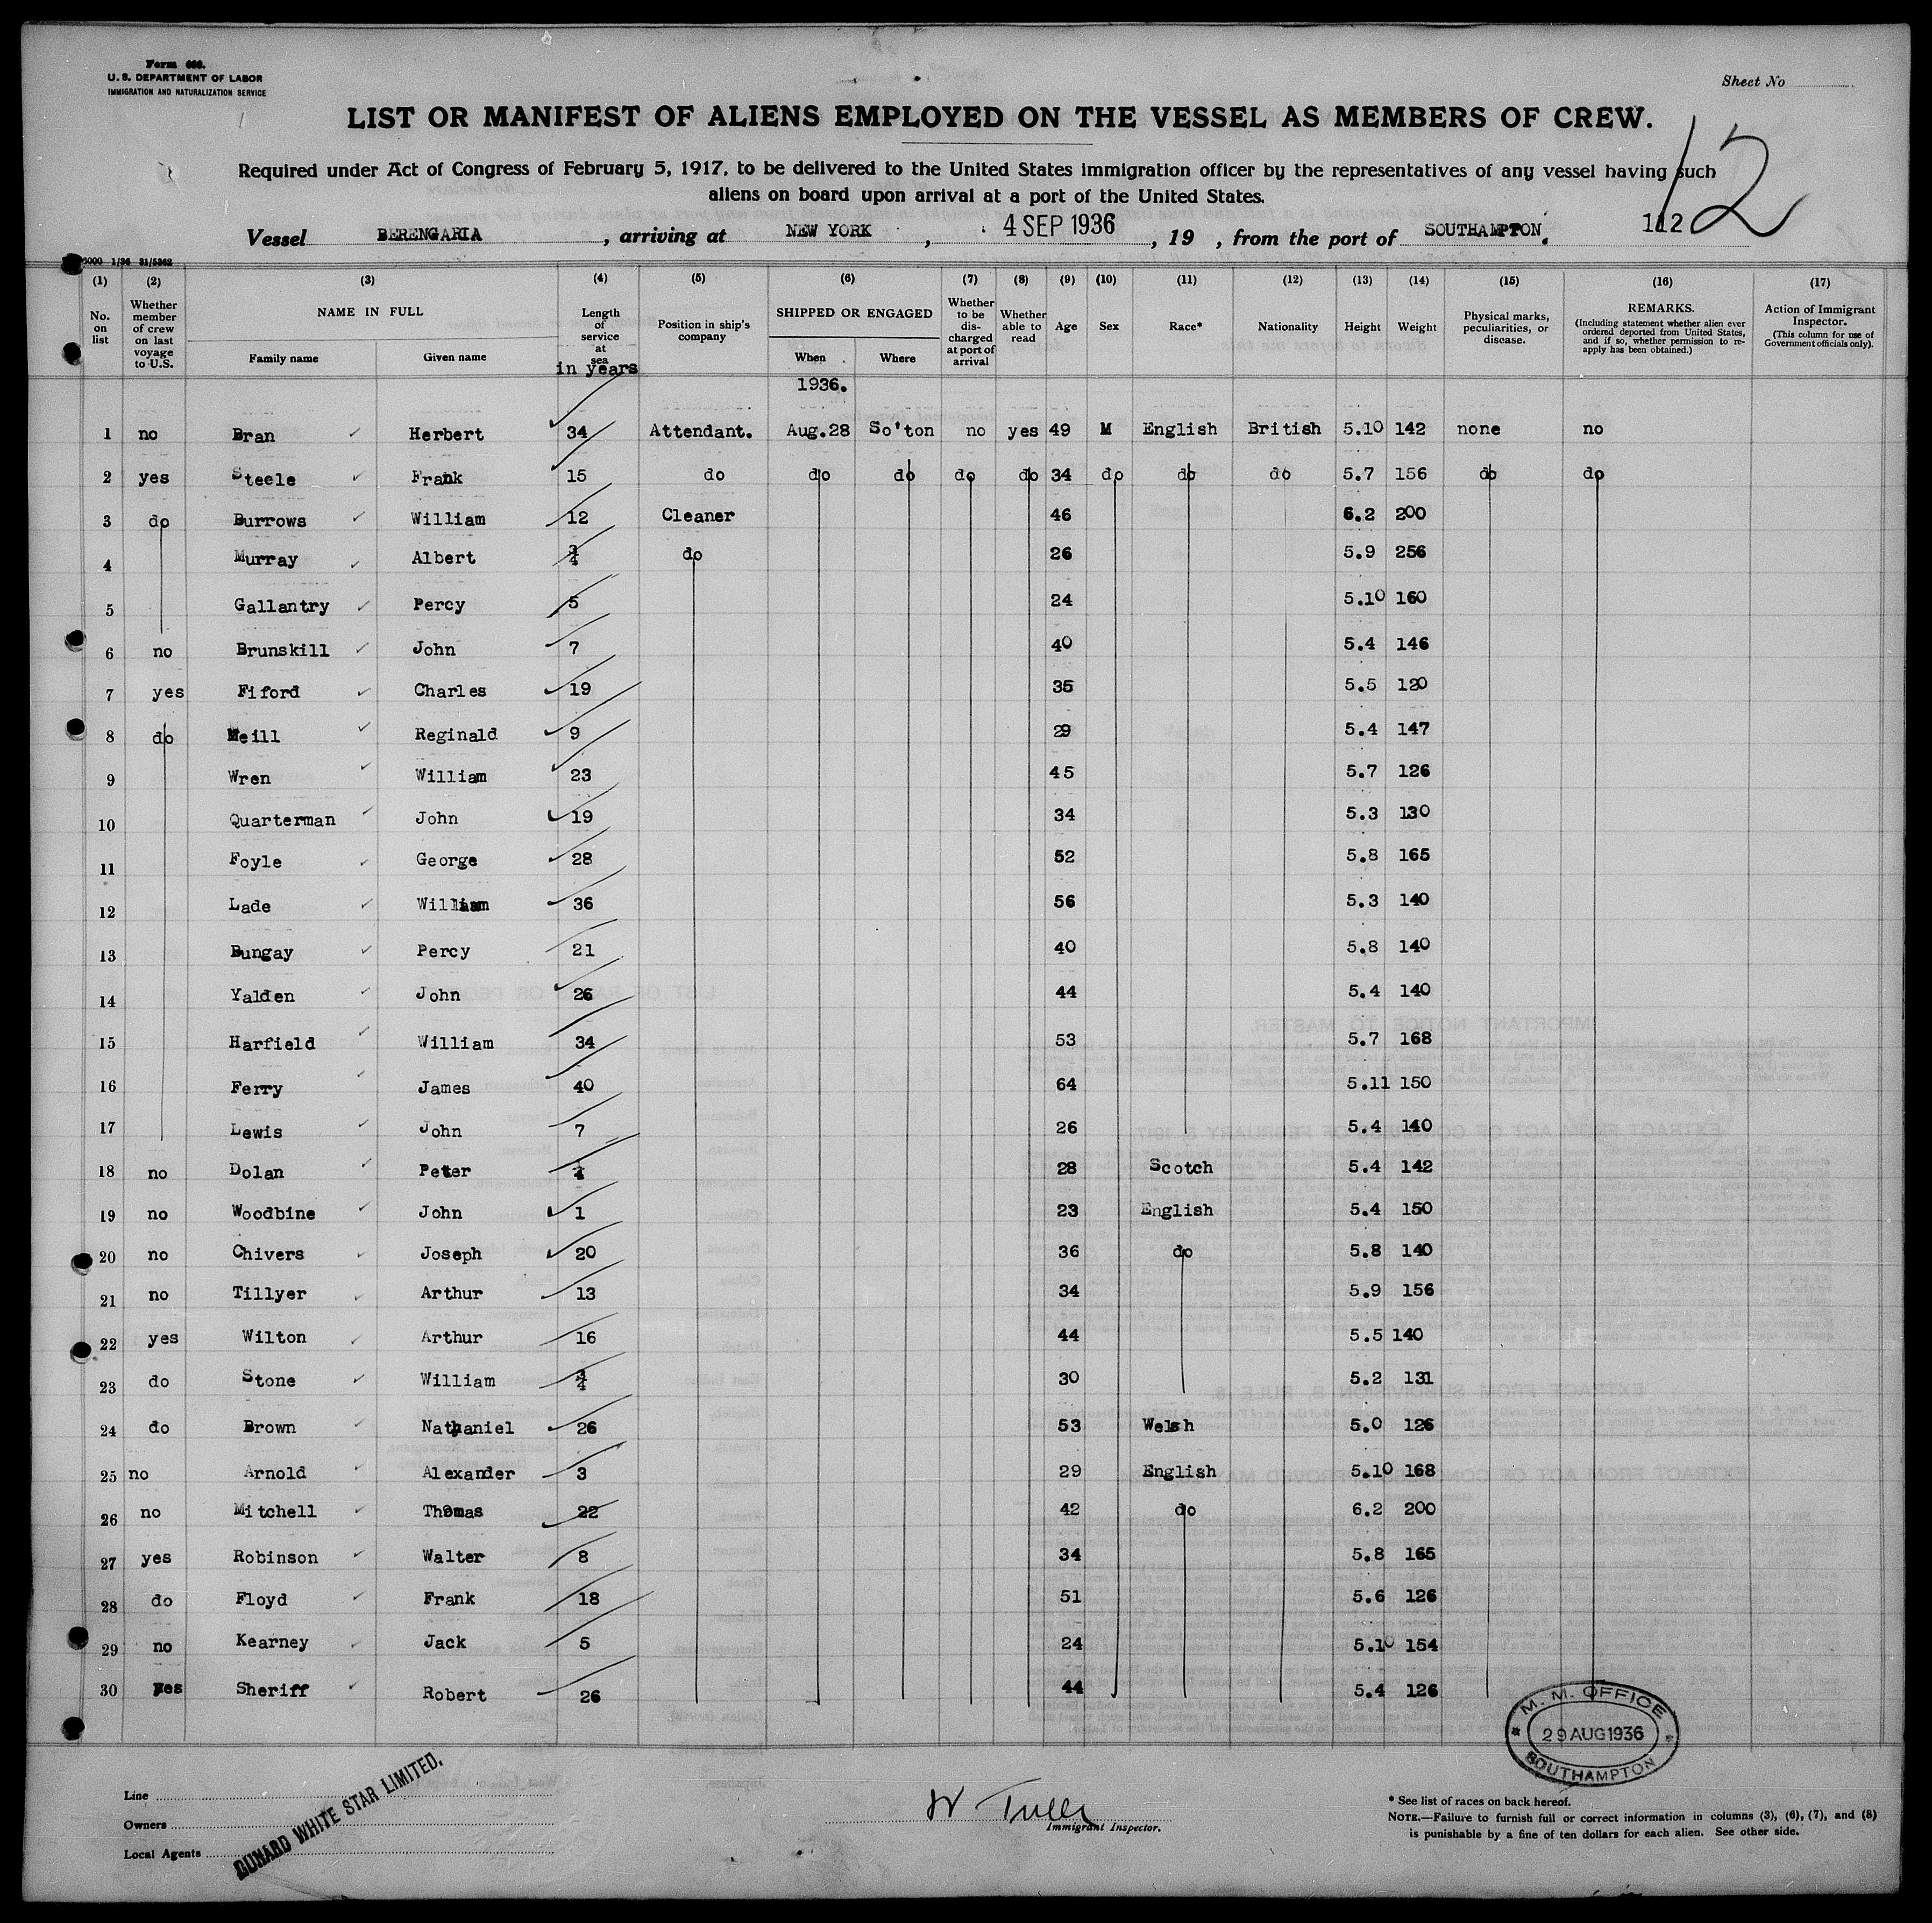 Form 680.
U. S. DEPARTMENT OF LABOR
IMMIGRATION AND NATURALIZATION SERVICE
Sheet No
LIST OR MANIFEST OF ALIENS EMPLOYED ON THE VESSEL AS MEMBERS OF CREW.
12
Required under Act of Congress of February 5, 1917, to be delivered to the United States immigration officer by the representatives of any vessel having such
aliens on board upon arrival at a port of the United States.
Vessel BERENGARIA, arriving at NEW YORK, 4 SEP 1936, 19 , from the port of SOUTHAMPTON. 112
1/36 31/5362
(1) (2) (3) (4) (5) (6) (7) (8) (9) (10) (11) (12) (13) (14) (15) (16) (17)
No. on list
Whether member of crew on last voyage to U.S.
NAME IN FULL
Family name
Given name
Length of service at sea
in years
Position in ship's company
SHIPPED OR ENGAGED
When
Where
Whether to be discharged at port of arrival
Whether able to read
Age
Sex
Race*
Nationality
Height
Weight
Physical marks, peculiarities, or disease.
REMARKS.
(Including statement whether alien ever ordered deported from United States, and if so, whether permission to reapply has been obtained.)
Action of Immigrant Inspector.
(This column for use of Government officials only).
1936.
1 no Bran Herbert 34 Attendant. Aug.28 So'ton no yes 49 M English British 5.10 142 none no
2 yes Steele Frank 15 do do do do do 34 do do do 5.7 156 do do
3 do Burrows William 12 Cleaner 46 6.2 200
4 Murray Albert 3/4 do 26 5.9 256
5 Gallantry Percy 5 24 5.10 160
6 no Brunskill John 7 40 5.4 146
7 yes Fiford Charles 19 35 5.5 120
8 do Weill Reginald 9 29 5.4 147
9 Wren William 23 45 5.7 126
10 Quarterman John 19 34 5.3 130
11 Foyle George 28 52 5.8 165
12 Lade William 36 56 5.3 140
13 Bungay Percy 21 40 5.8 140
14 Yalden John 26 44 5.4 140
15 Harfield William 34 53 5.7 168
16 Ferry James 40 64 5.11 150
17 Lewis John 7 26 5.4 140
18 no Dolan Peter 1/4 28 Scotch 5.4 142
19 no Woodbine John 1 23 English 5.4 150
20 no Chivers Joseph 20 36 do 5.8 140
21 no Tillyer Arthur 13 34 5.9 156
22 yes Wilton Arthur 16 44 5.5 140
23 do Stone William 3/4 30 5.2 131
24 do Brown Nathaniel 26 53 Welsh 5.0 126
25 no Arnold Alexander 3 29 English 5.10 168
26 no Mitchell Thomas 22 42 do 6.2 200
27 yes Robinson Walter 8 34 5.8 165
28 do Floyd Frank 18 51 5.6 126
29 no Kearney Jack 5 24 5.10 154
30 yes Sheriff Robert 26 44 5.4 126
M. M. OFFICE
29 AUG 1936
SOUTHAMPTON
Line
Owners
Local Agents
CUNARD WHITE STAR LIMITED.
Immigrant Inspector.
* See list of races on back hereof.
NOTE.—Failure to furnish full or correct information in columns (3), (6), (7), and (8)
is punishable by a fine of ten dollars for each alien. See other side.